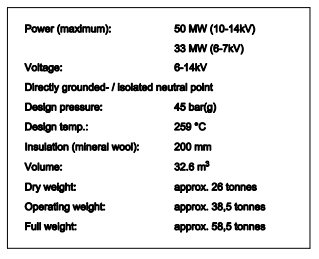 Power (maximum): 50 MW (10-14kV)
33 MW (6-7kV)
Voltage: 6-14kV
Directly grounded- / isolated neutral point
Design pressure: 45 bar(g)
Design temp.: 259 °C
Insulation (mineral wool): 200 mm
Volume: 32.6 m³
Dry weight: approx. 26 tonnes
Operating weight: approx. 38,5 tonnes
Full weight: approx. 58,5 tonnes